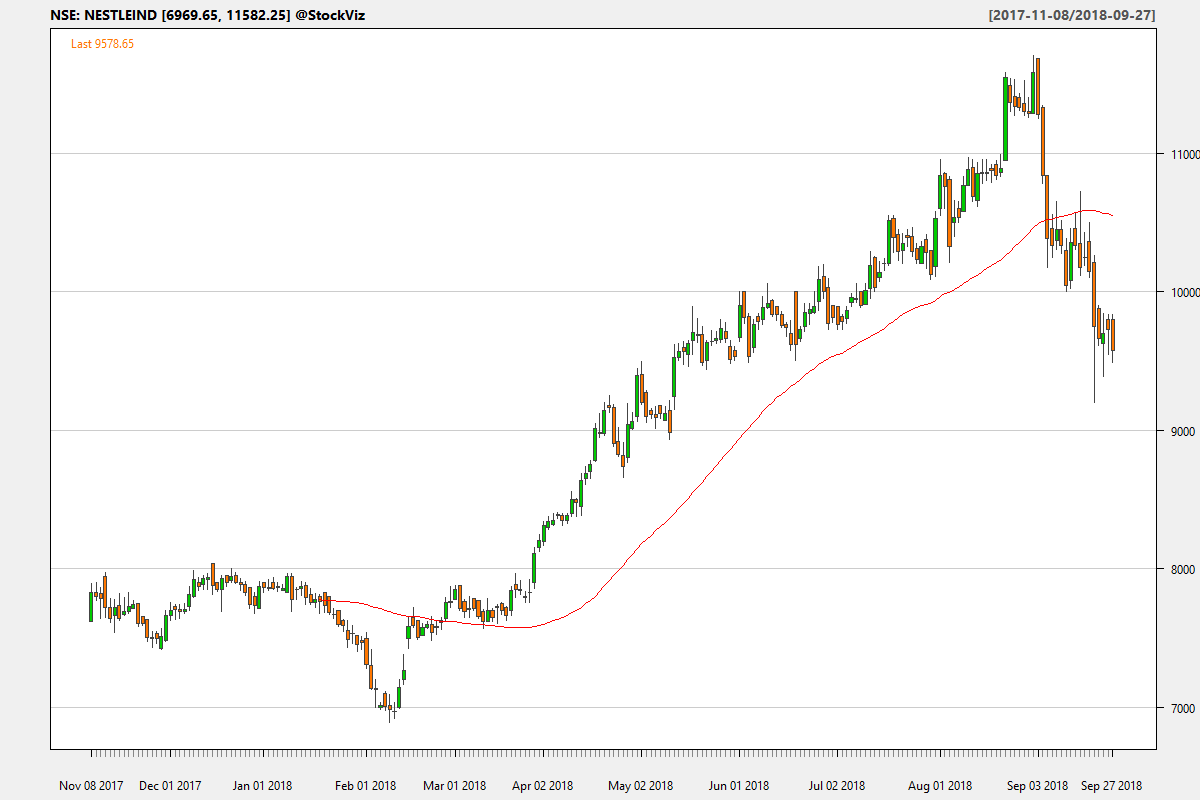 NSE: NESTLEIND [6969.65, 11582.25] @StockViz
[2017-11-08/2018-09-27]
Last 9578.65
11000
10000
9000
8000
7000
Nov 08 2017
Dec 01 2017
Jan 01 2018
Feb 01 2018
Mar 01 2018
Apr 02 2018
May 02 2018
Jun 01 2018
Jul 02 2018
Aug 01 2018
Sep 03 2018
Sep 27 2018